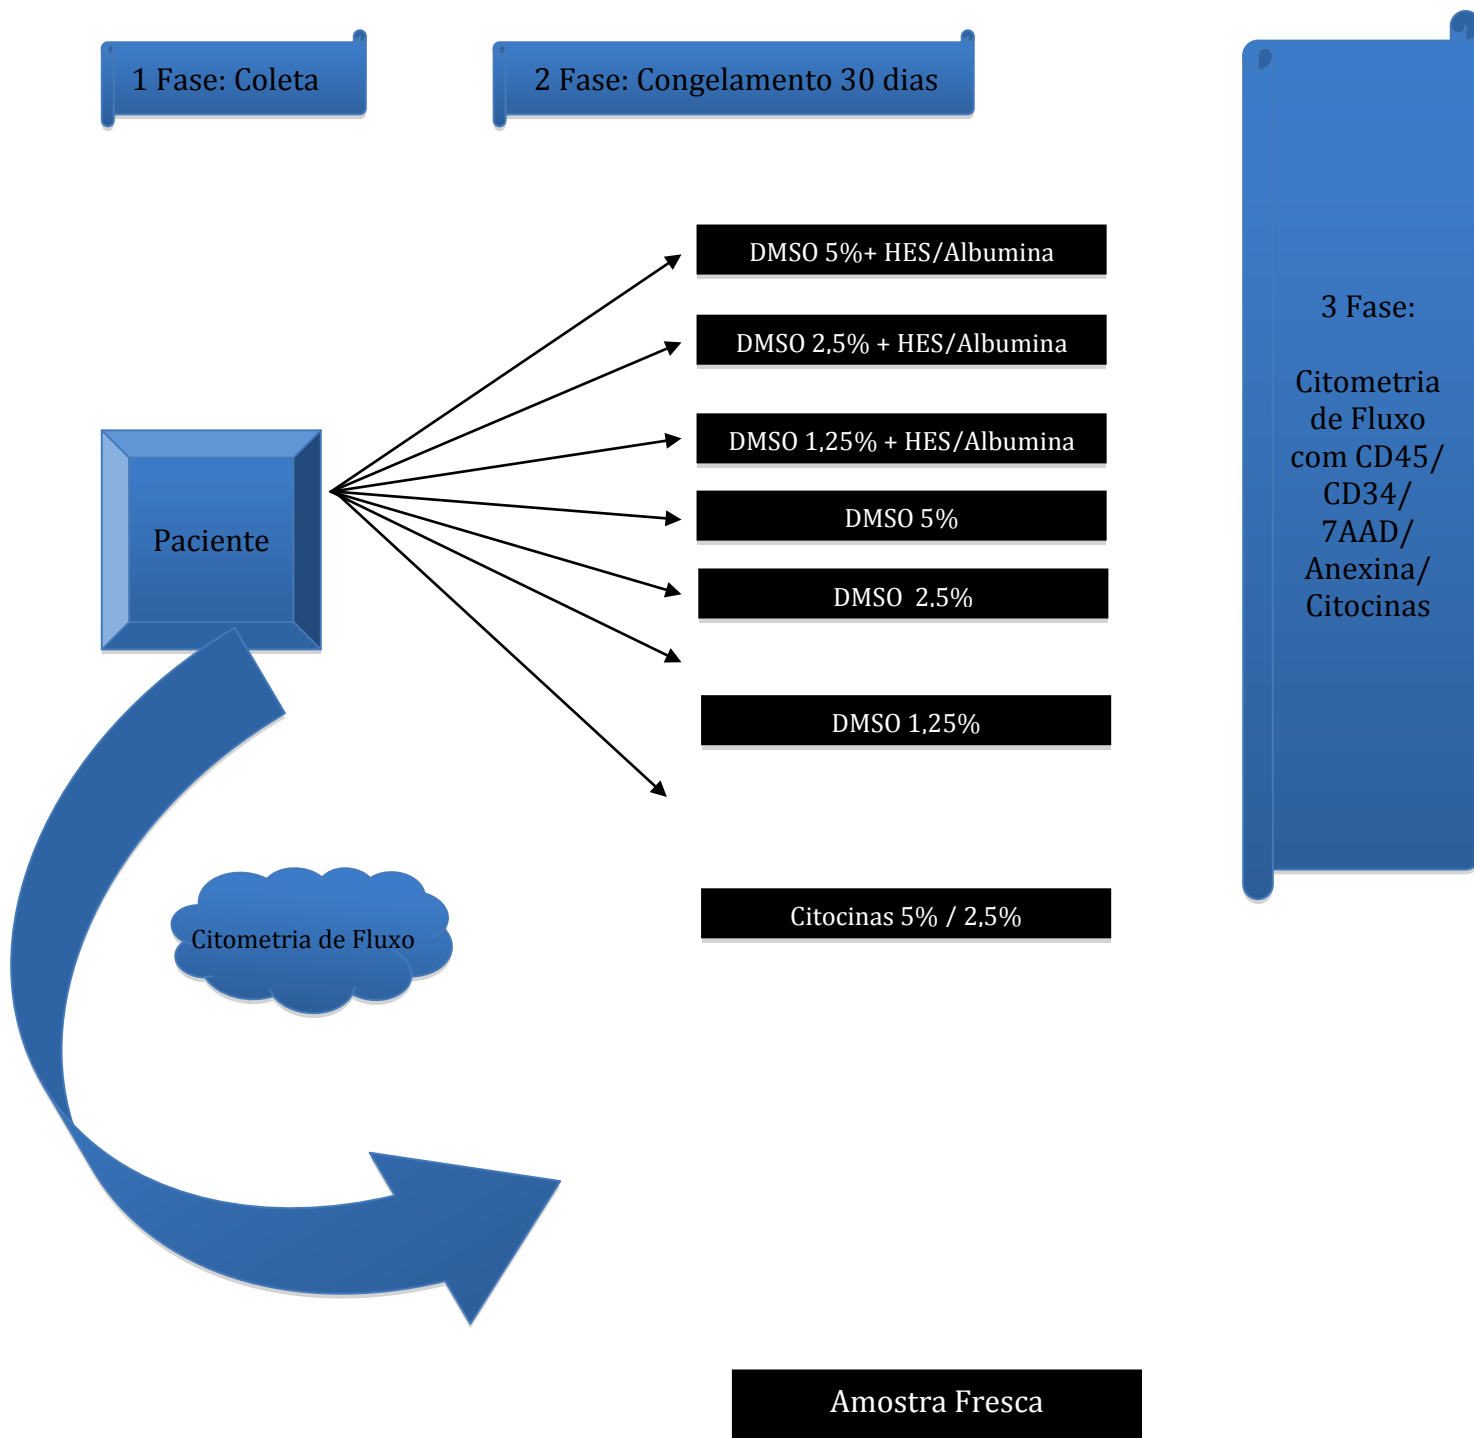 1 Fase: Coleta
2 Fase: Congelamento 30 dias
DMSO 5%+ HES/Albumina
DMSO 2,5% + HES/Albumina
DMSO 1,25% + HES/Albumina
DMSO 5%
DMSO 2,5%
DMSO 1,25%
Citocinas 5% / 2,5%
Paciente
Citometria de Fluxo
Amostra Fresca
3 Fase:
Citometria
de Fluxo
com CD45/
CD34/
7AAD/
Anexina/
Citocinas